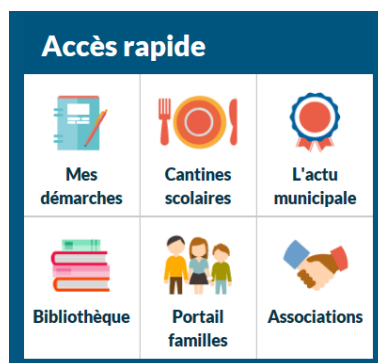 Accès rapide
Mes
démarches
Cantines
scolaires
L'actu
municipale
Bibliothèque
Portail
familles
Associations